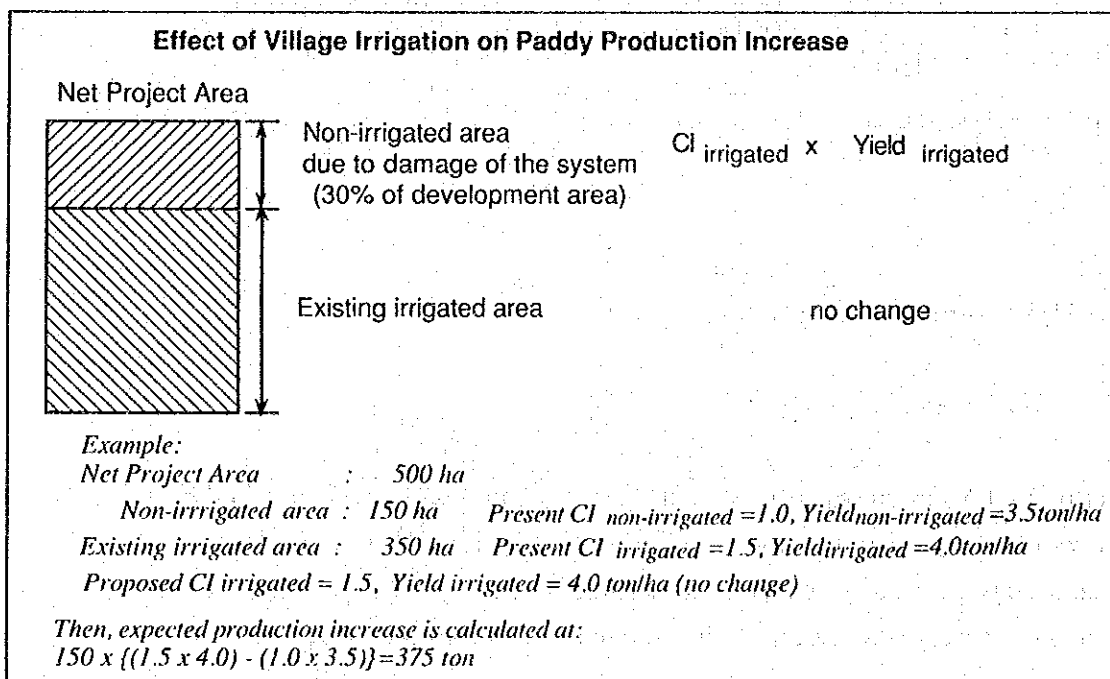 Effect of Village Irrigation on Paddy Production Increase
Net Project Area
Non-irrigated area
due to damage of the system
(30% of development area)
CI irrigated x Yield irrigated
Existing irrigated area
no change
Example:
Net Project Area : 500 ha
Non-irrrigated area : 150 ha Present CI non-irrigated =1.0, Yieldnon-irrigated =3.5ton/ha
Existing irrigated area : 350 ha Present CI irrigated =1.5, Yieldirrigated =4.0ton/ha
Proposed CI irrigated = 1.5, Yield irrigated = 4.0 ton/ha (no change)
Then, expected production increase is calculated at:
150 x {(1.5 x 4.0) - (1.0 x 3.5)}=375 ton